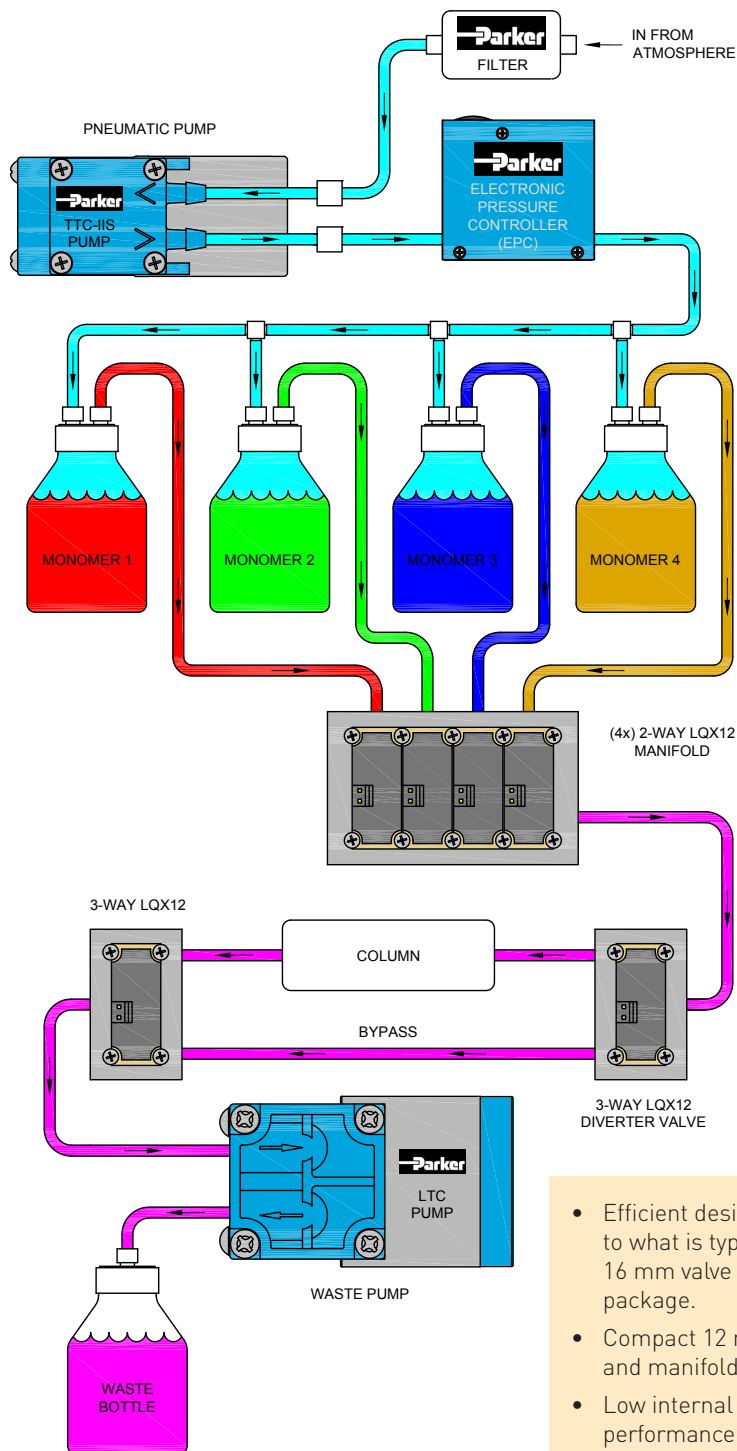 Parker
FILTER
IN FROM
ATMOSPHERE
PNEUMATIC PUMP
Parker
TTC-IIS
PUMP
Parker
ELECTRONIC
PRESSURE
CONTROLLER
(EPC)
MONOMER 1
MONOMER 2
MONOMER 3
MONOMER 4
(4x) 2-WAY LQX12
MANIFOLD
3-WAY LQX12
COLUMN
BYPASS
3-WAY LQX12
DIVERTER VALVE
Parker
LTC
PUMP
WASTE PUMP
WASTE
BOTTLE
• Efficient desi
to what is typ
16 mm valve
package.
• Compact 12
and manifold
• Low internal
performance